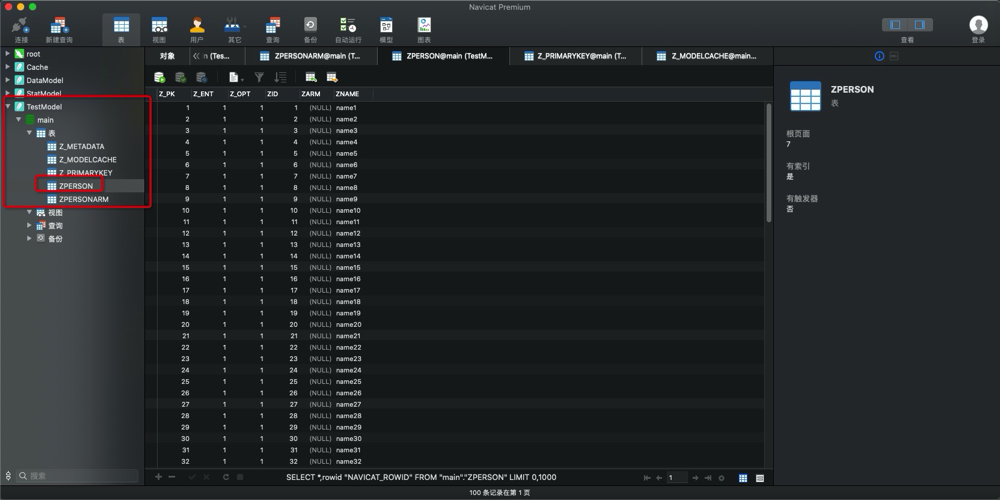 Navicat Premium
连接 新建查询 表 视图 用户 其它 查询 备份 自动运行 模型 图表 查看 登录
root
Cache
DataModel
StatModel
TestModel
main
表
Z_METADATA
Z_MODELCACHE
Z_PRIMARYKEY
ZPERSON
ZPERSONARM
视图
查询
备份
搜索
对象 n (Tes... ZPERSONARM@main (T... ZPERSON@main (TestM... Z_PRIMARYKEY@main (T... Z_MODELCACHE@main...
Z_PK Z_ENT Z_OPT ZID ZARM ZNAME
1 1 1 1 (NULL) name1
2 1 1 2 (NULL) name2
3 1 1 3 (NULL) name3
4 1 1 4 (NULL) name4
5 1 1 5 (NULL) name5
6 1 1 6 (NULL) name6
7 1 1 7 (NULL) name7
8 1 1 8 (NULL) name8
9 1 1 9 (NULL) name9
10 1 1 10 (NULL) name10
11 1 1 11 (NULL) name11
12 1 1 12 (NULL) name12
13 1 1 13 (NULL) name13
14 1 1 14 (NULL) name14
15 1 1 15 (NULL) name15
16 1 1 16 (NULL) name16
17 1 1 17 (NULL) name17
18 1 1 18 (NULL) name18
19 1 1 19 (NULL) name19
20 1 1 20 (NULL) name20
21 1 1 21 (NULL) name21
22 1 1 22 (NULL) name22
23 1 1 23 (NULL) name23
24 1 1 24 (NULL) name24
25 1 1 25 (NULL) name25
26 1 1 26 (NULL) name26
27 1 1 27 (NULL) name27
28 1 1 28 (NULL) name28
29 1 1 29 (NULL) name29
30 1 1 30 (NULL) name30
31 1 1 31 (NULL) name31
32 1 1 32 (NULL) name32
SELECT *,rowid "NAVICAT_ROWID" FROM "main"."ZPERSON" LIMIT 0,1000
1
100 条记录在第 1 页
ZPERSON
表
根页面
7
有索引
是
有触发器
否